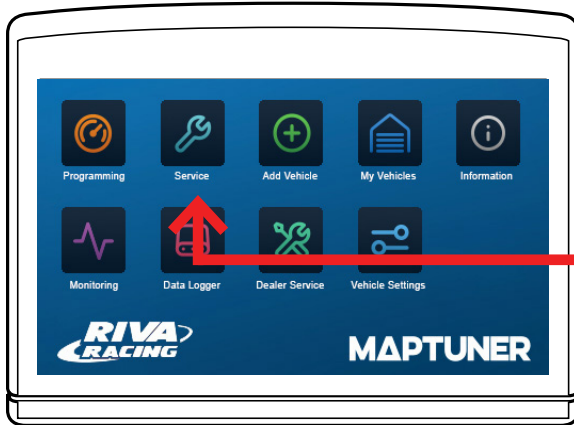 Programming Service Add Vehicle My Vehicles Information
Monitoring Data Logger Dealer Service Vehicle Settings
RIVA MAPTUNER
RACING